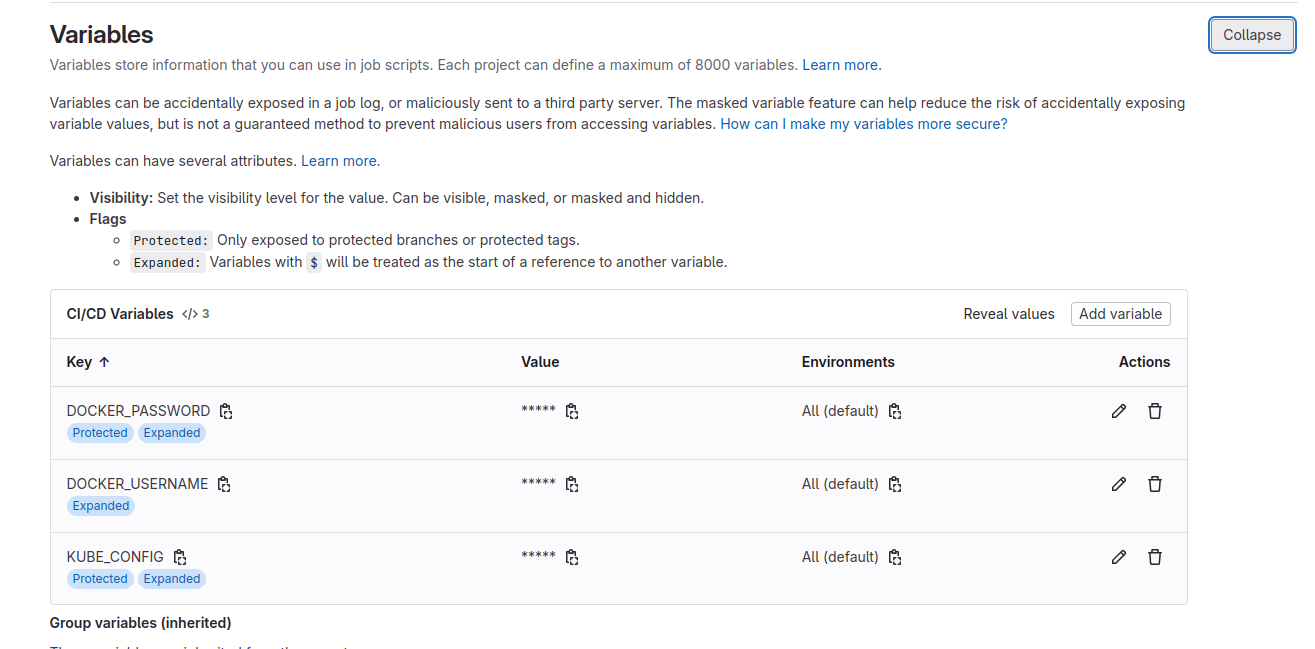 Variables
Collapse
Variables store information that you can use in job scripts. Each project can define a maximum of 8000 variables. Learn more.
Variables can be accidentally exposed in a job log, or maliciously sent to a third party server. The masked variable feature can help reduce the risk of accidentally exposing
variable values, but is not a guaranteed method to prevent malicious users from accessing variables. How can I make my variables more secure?
Variables can have several attributes. Learn more.
Visibility: Set the visibility level for the value. Can be visible, masked, or masked and hidden.
Flags
Protected: Only exposed to protected branches or protected tags.
Expanded: Variables with $ will be treated as the start of a reference to another variable.
CI/CD Variables </> 3 Reveal values Add variable
Key ↑ Value Environments Actions
DOCKER_PASSWORD ***** All (default)
Protected Expanded
DOCKER_USERNAME ***** All (default)
Expanded
KUBE_CONFIG ***** All (default)
Protected Expanded
Group variables (inherited)